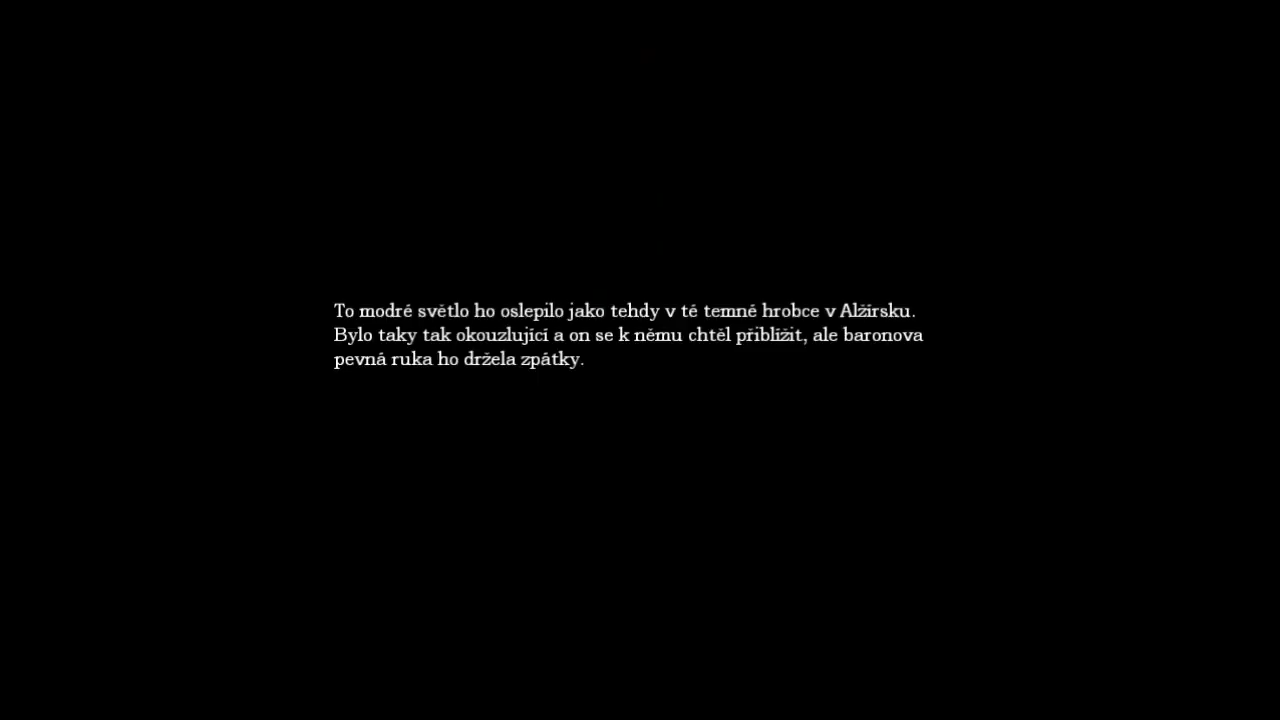 To modré světlo ho oslepilo jako tehdy v té temné hrobce v Alžírsku.
Bylo taky tak okouzlující a on se k němu chtěl přiblížit, ale baronova
pevná ruka ho držela zpátky.